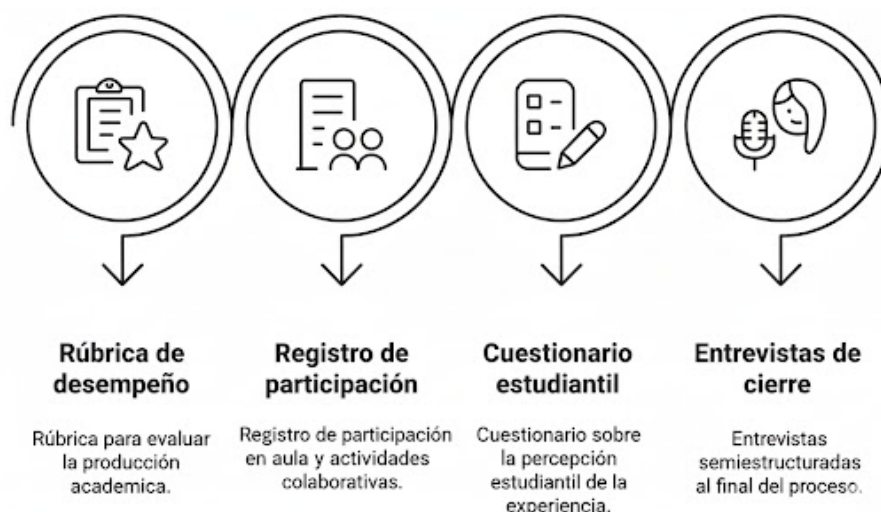 Rúbrica de
desempeño
Rúbrica para evaluar
la producción
academica.
Registro de
participación
Registro de participación
en aula y actividades
colaborativas.
Cuestionario
estudiantil
Cuestionario sobre
la percepción
estudiantil de la
experiencia.
Entrevistas de
cierre
Entrevistas
semiestructuradas
al final del proceso.